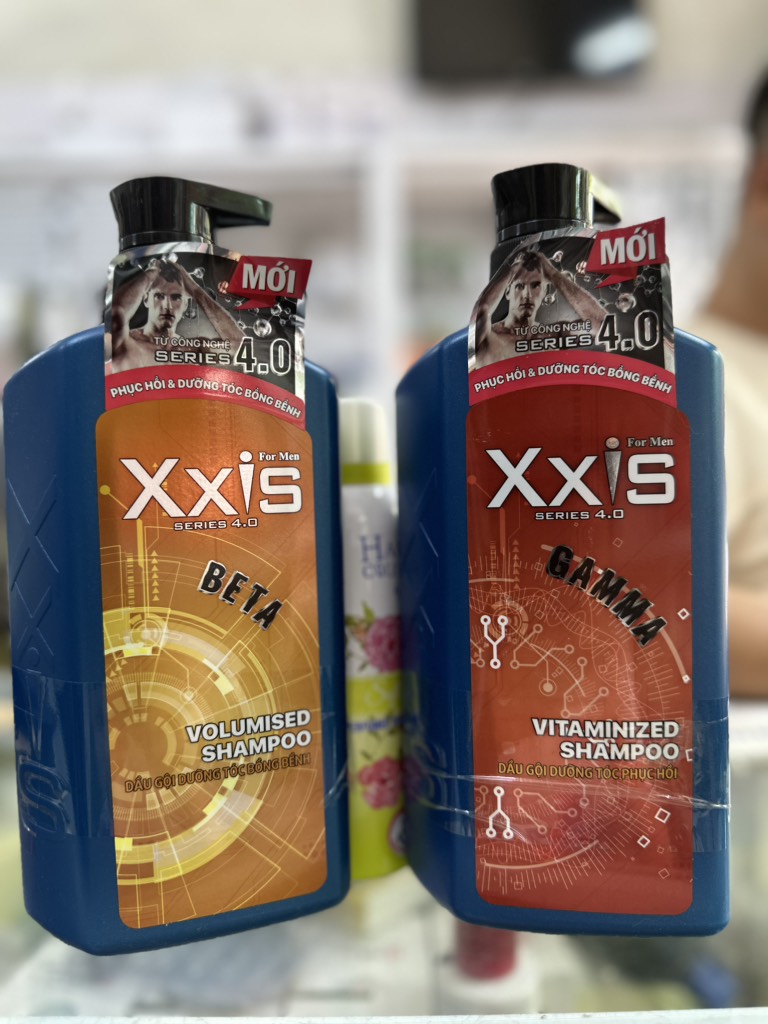 MỚI
TỪ CÔNG NGHỆ
SERIES 4.0
PHỤC HỒI & DƯỠNG TÓC BỒNG BỀNH
For Men
XxiS
SERIES 4.0
BETA
VOLUMISED
SHAMPOO
DẦU GỘI DƯỠNG TÓC BỒNG BỀNH
MỚI
TỪ CÔNG NGHỆ
SERIES 4.0
PHỤC HỒI & DƯỠNG TÓC BỒNG BỀNH
For Men
XxiS
SERIES 4.0
GAMMA
VITAMINIZED
SHAMPOO
DẦU GỘI DƯỠNG TÓC PHỤC HỒI